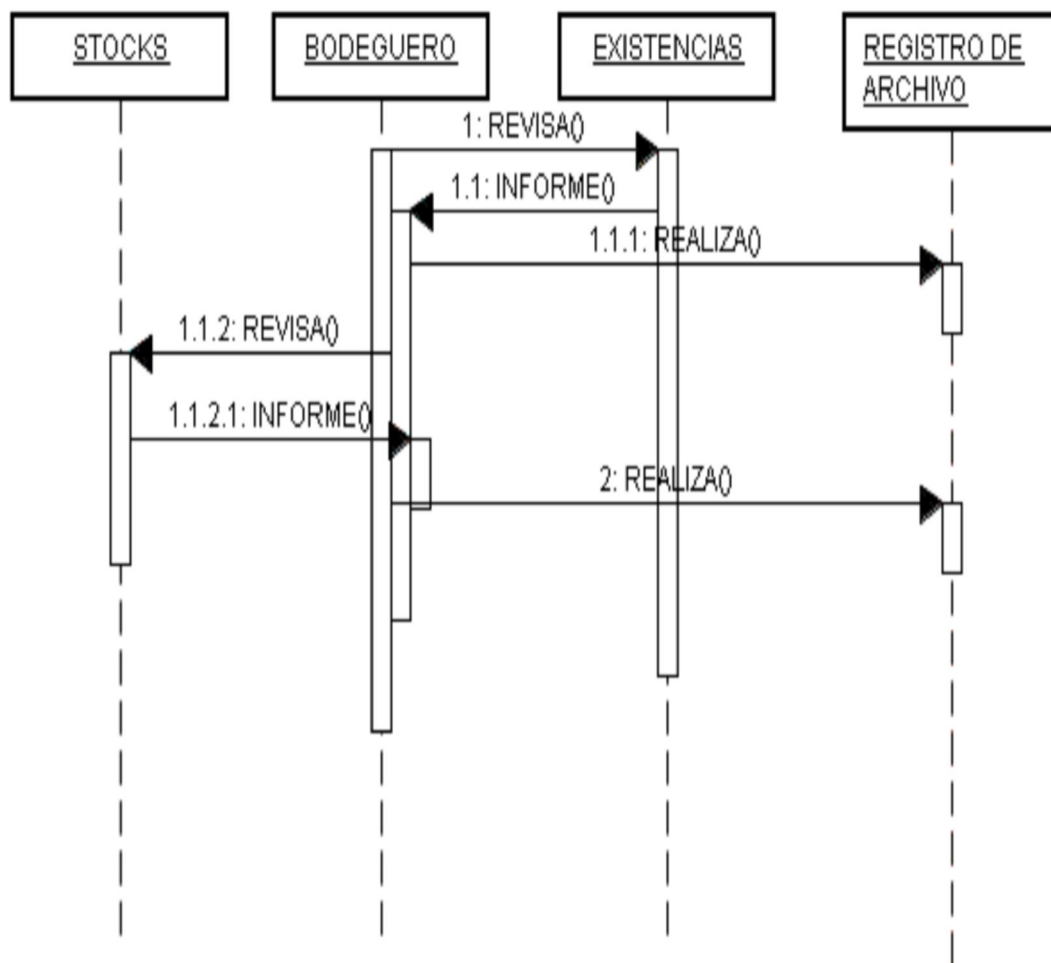 STOCKS
BODEGUERO
EXISTENCIAS
REGISTRO DE
ARCHIVO
1: REVISA()
1.1: INFORME()
1.1.1: REALIZA()
1.1.2: REVISA()
1.1.2.1: INFORME()
2: REALIZA()